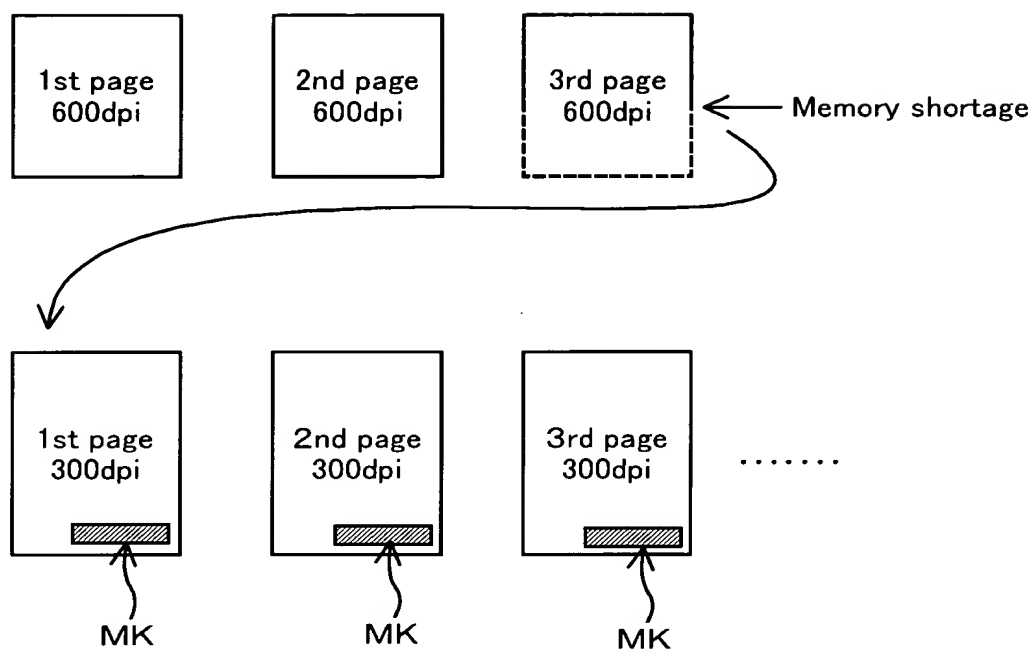 1st page
600dpi
2nd page
600dpi
3rd page
600dpi
Memory shortage
1st page
300dpi
2nd page
300dpi
3rd page
300dpi
.......
MK
MK
MK